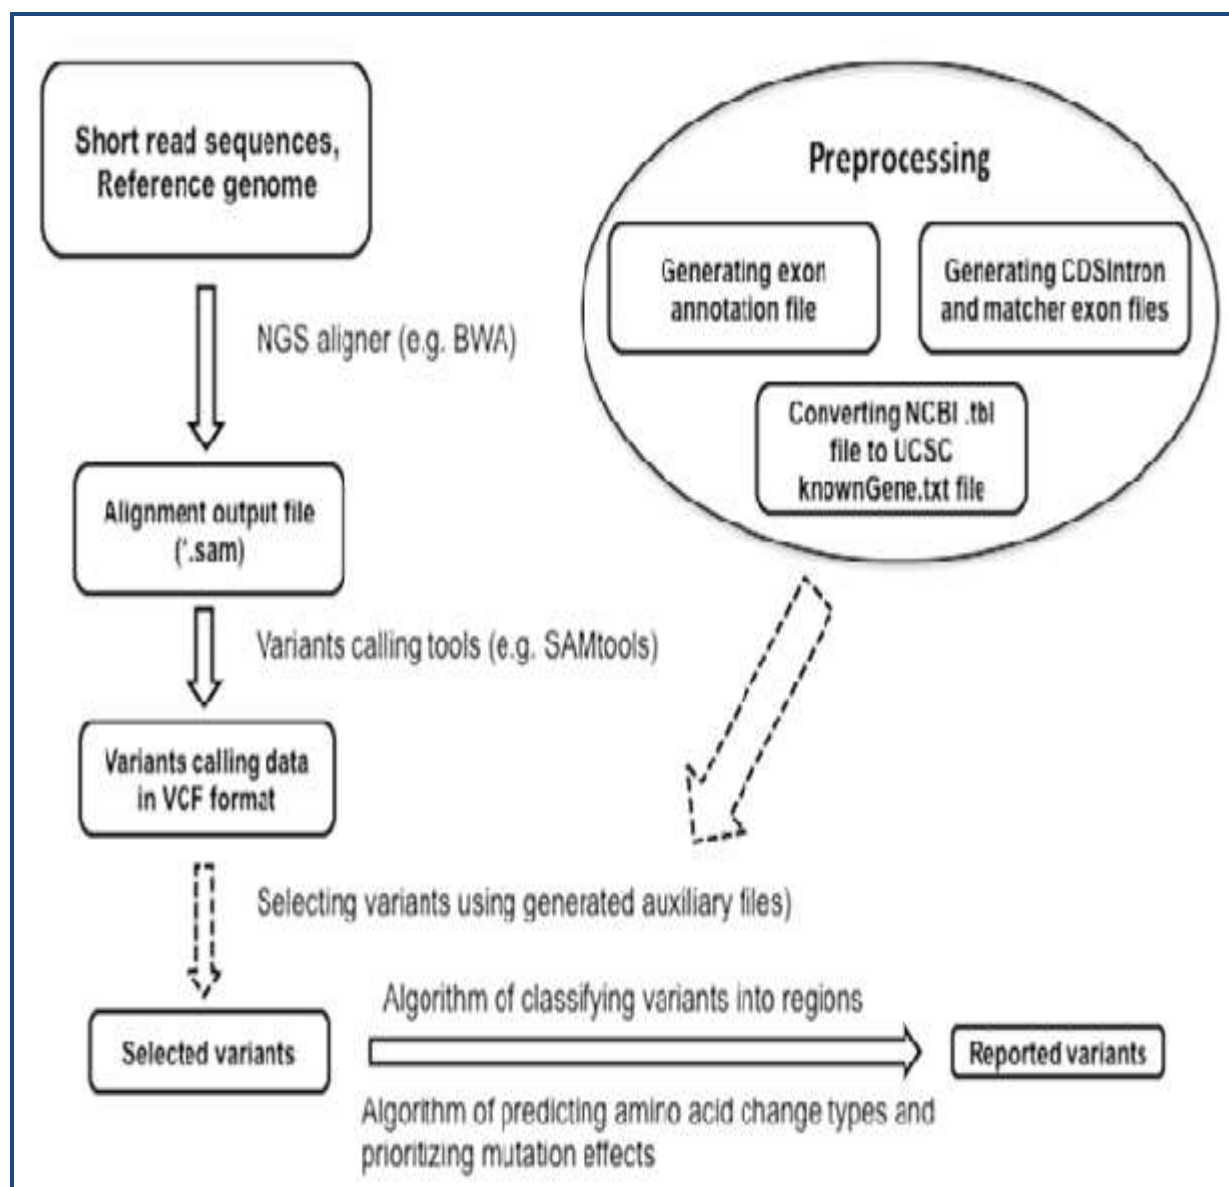 Short read sequences,
Reference genome
NGS aligner (e.g. BWA)
Alignment output file
(*.sam)
Variants calling tools (e.g. SAMtools)
Variants calling data
in VCF format
Selecting variants using generated auxiliary files)
Selected variants
Preprocessing
Generating exon
annotation file
Generating CDSIntron
and matcher exon files
Converting NCBI .tbl
file to UCSC
knownGene.txt file
Algorithm of classifying variants into regions
Algorithm of predicting amino acid change types and
prioritizing mutation effects
Reported variants